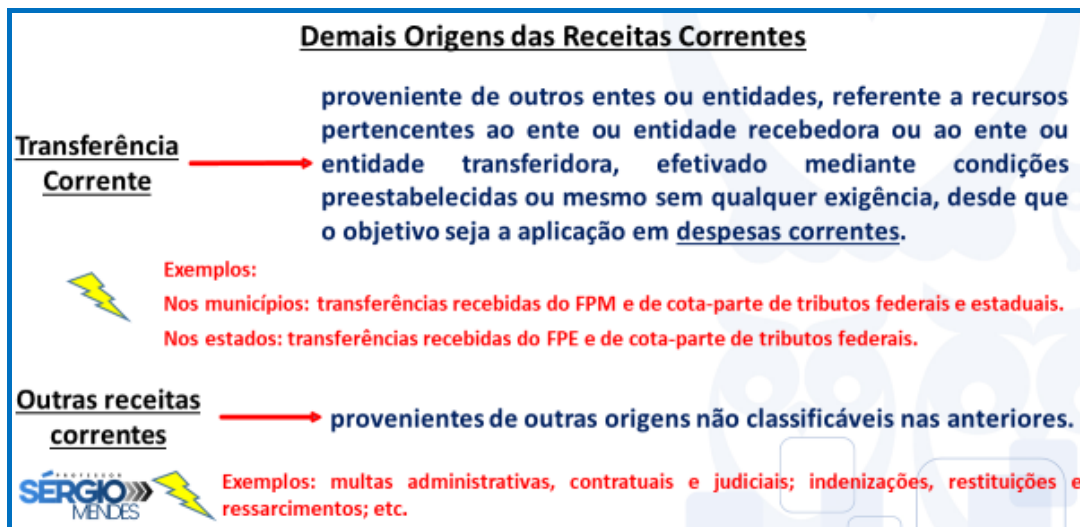 Demais Origens das Receitas Correntes
Transferência
Corrente
proveniente de outros entes ou entidades, referente a recursos
pertencentes ao ente ou entidade recebedora ou ao ente ou
entidade transferidora, efetivado mediante condições
preestabelecidas ou mesmo sem qualquer exigência, desde que
o objetivo seja a aplicação em despesas correntes.
Exemplos:
Nos municípios: transferências recebidas do FPM e de cota-parte de tributos federais e estaduais.
Nos estados: transferências recebidas do FPE e de cota-parte de tributos federais.
Outras receitas
correntes
provenientes de outras origens não classificáveis nas anteriores.
PROFESSOR
SÉRGIO
MENDES
Exemplos: multas administrativas, contratuais e judiciais; indenizações, restituições e
ressarcimentos; etc.